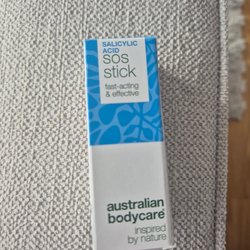 SALICYLIC
ACID
sos
stick
fast-acting
& effective
australian
bodycare®
inspired
by nature